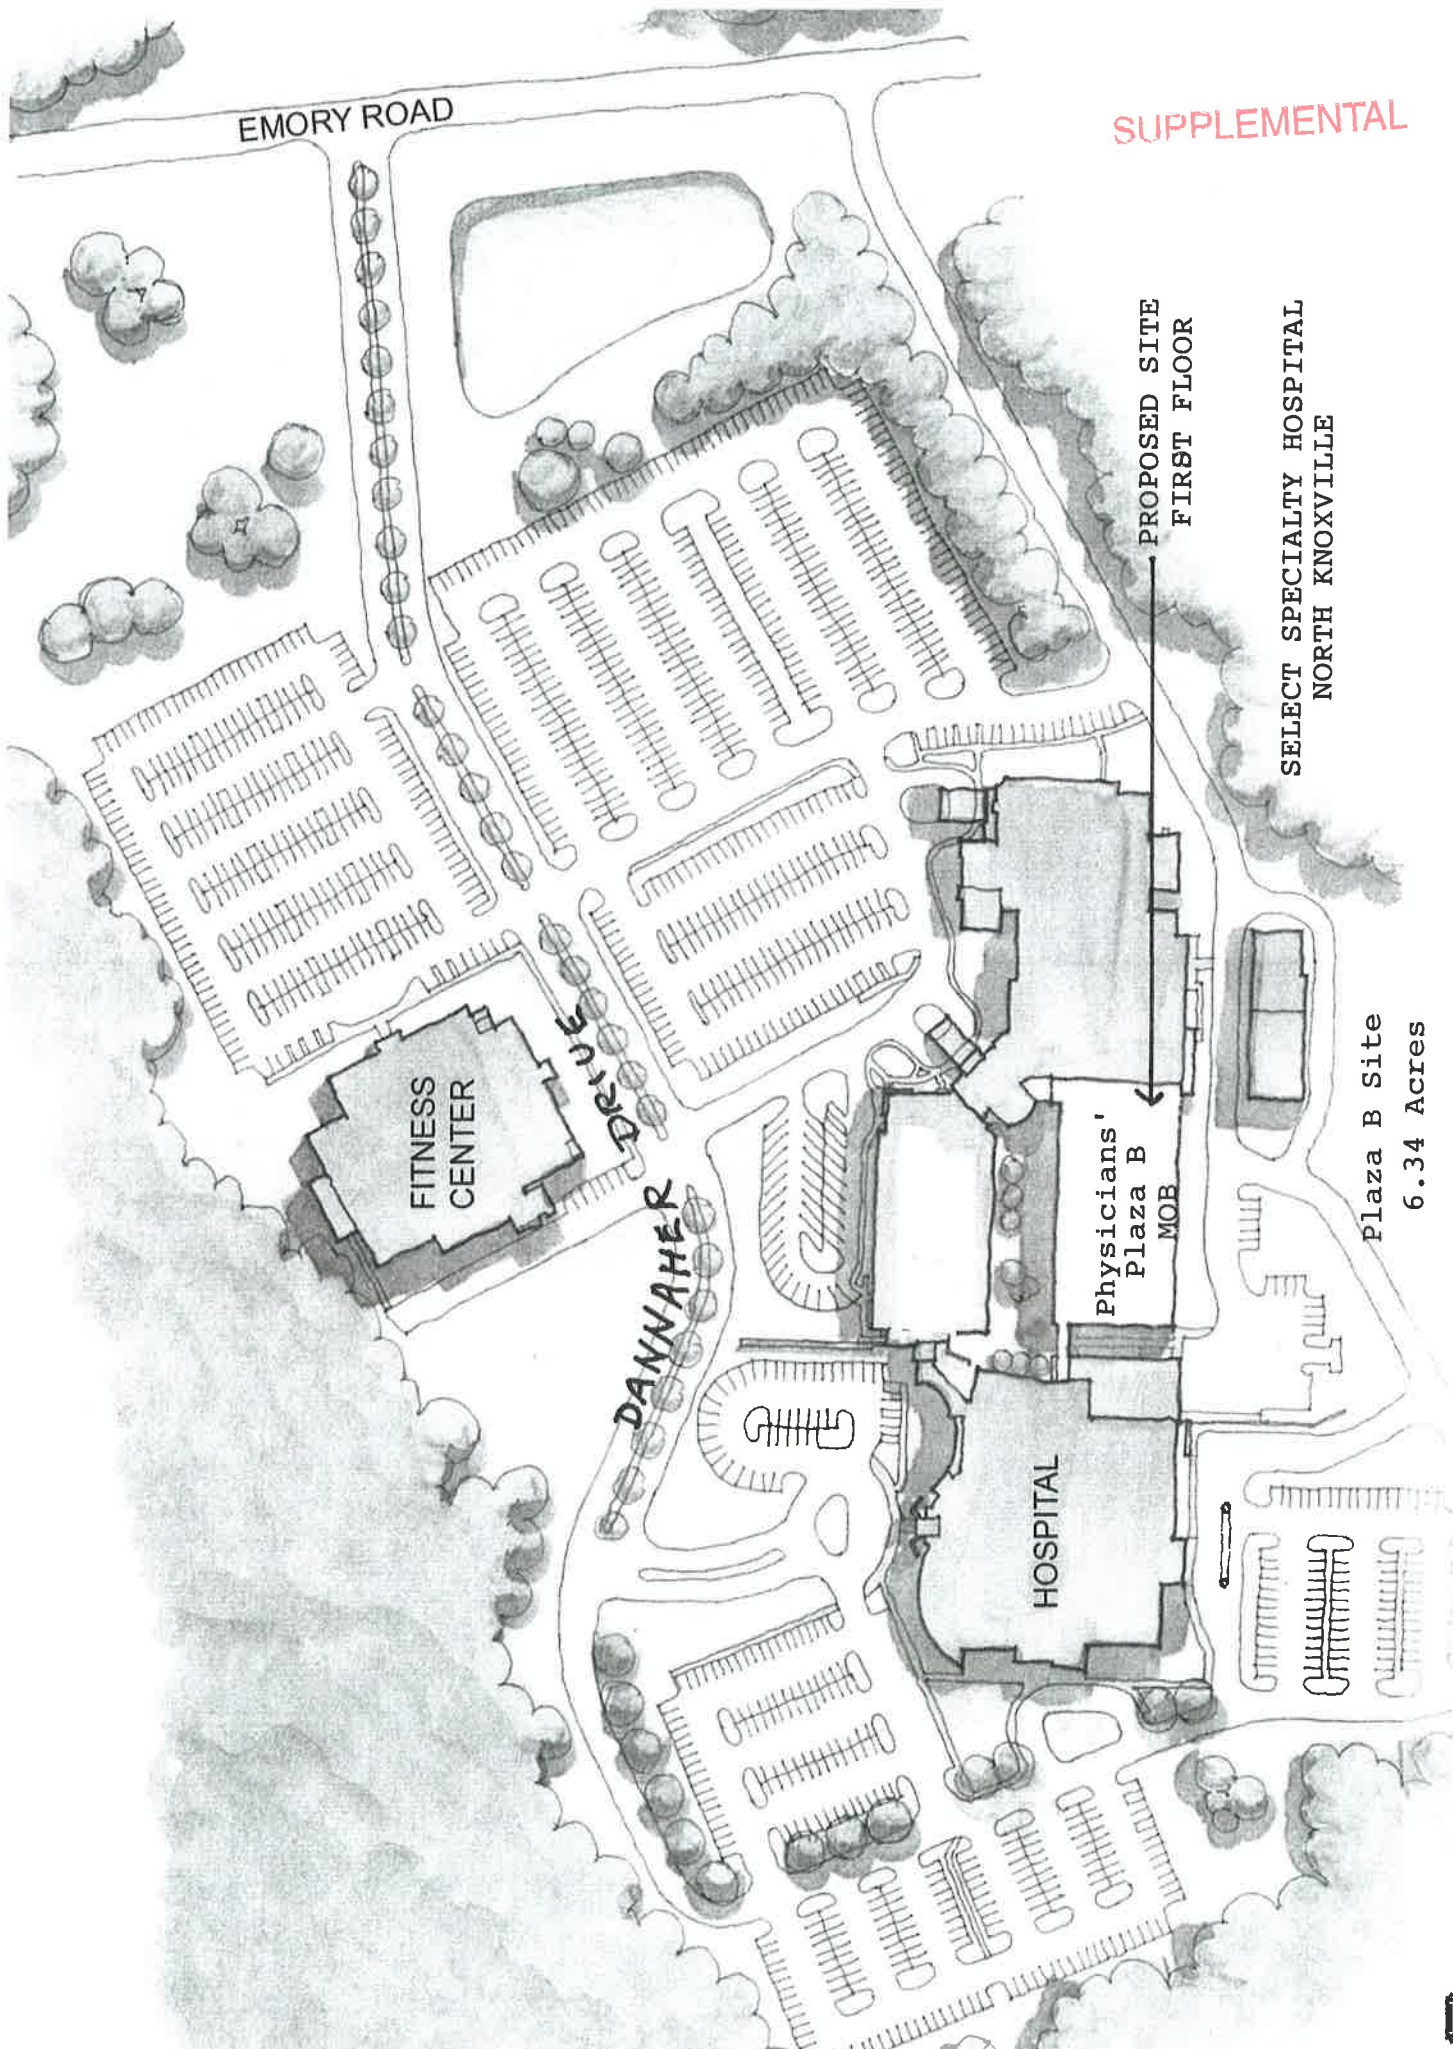 SUPPLEMENTAL
EMORY ROAD
PROPOSED SITE
FIRST FLOOR
SELECT SPECIALTY HOSPITAL
NORTH KNOXVILLE
FITNESS
CENTER
DANNAHER DRIVE
Physicians'
Plaza B
MOB
HOSPITAL
Plaza B Site
6.34 Acres